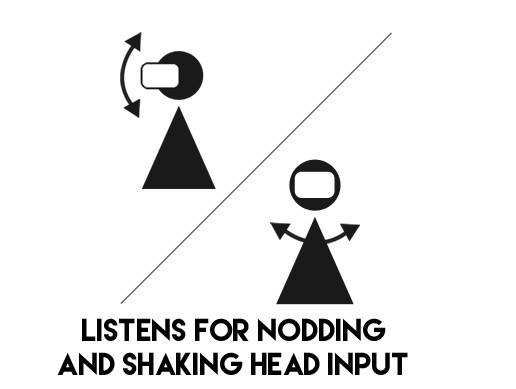 LISTENS FOR NODDING
AND SHAKING HEAD INPUT